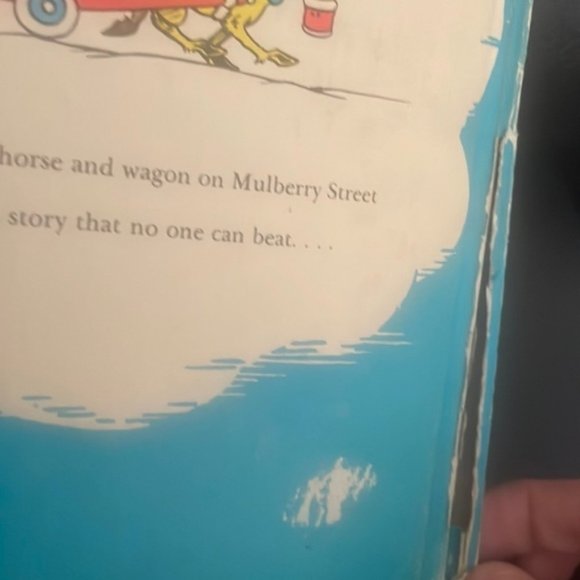 horse and wagon on Mulberry Street
story that no one can beat. . . .